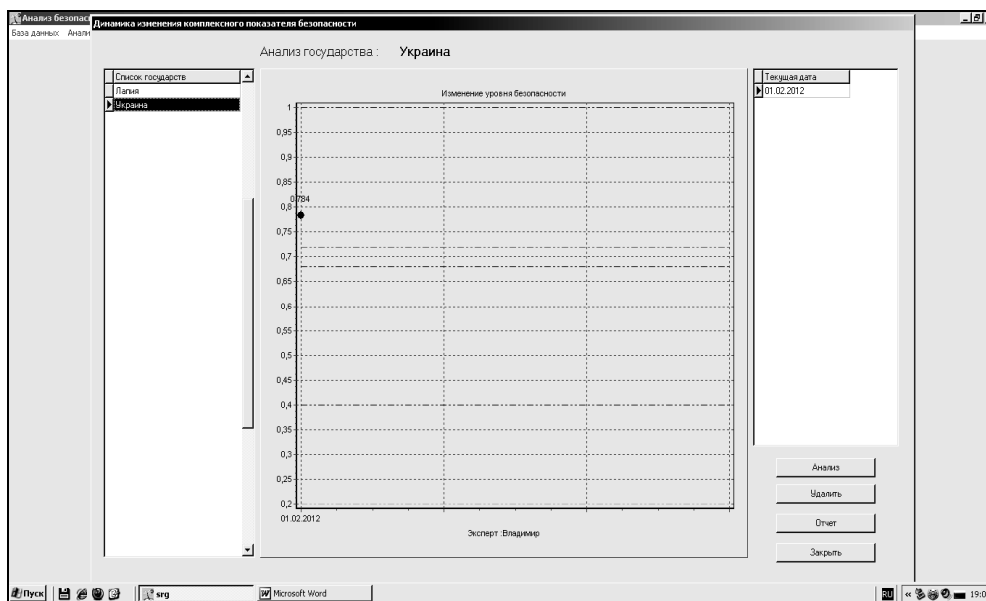 Анализ безопас
Динамика изменения комплексного показателя безопасности
База данных Анали
Анализ государства : Украина
Список государств
Лапия
Украина
Изменение уровня безопасности
1
0,95
0,9
0,85
0,784
0,8
0,75
0,7
0,65
0,6
0,55
0,5
0,45
0,4
0,35
0,3
0,25
0,2
01.02.2012
Эксперт :Владимир
Текущая дата
01.02.2012
Анализ
Удалить
Отчет
Закрыть
Пуск
srg
Microsoft Word
RU
19:0